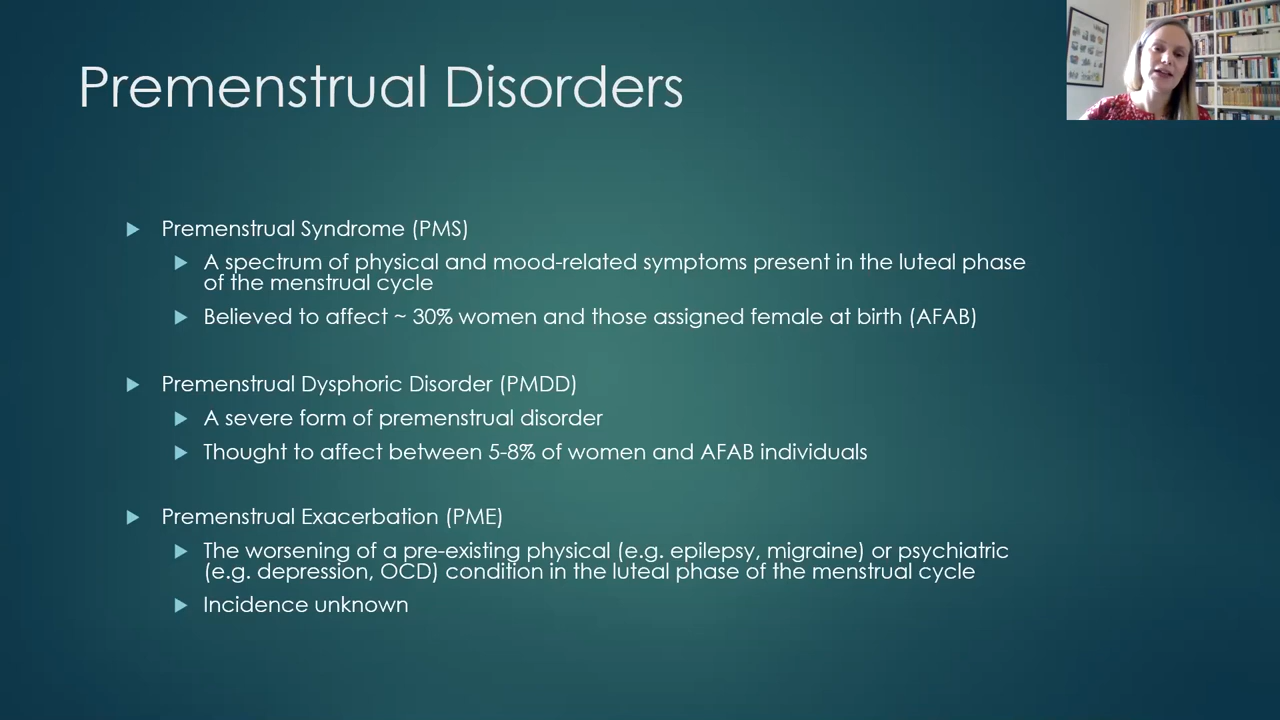 Premenstrual Disorders
Premenstrual Syndrome (PMS)
A spectrum of physical and mood-related symptoms present in the luteal phase
of the menstrual cycle
Believed to affect ~ 30% women and those assigned female at birth (AFAB)
Premenstrual Dysphoric Disorder (PMDD)
A severe form of premenstrual disorder
Thought to affect between 5-8% of women and AFAB individuals
Premenstrual Exacerbation (PME)
The worsening of a pre-existing physical (e.g. epilepsy, migraine) or psychiatric
(e.g. depression, OCD) condition in the luteal phase of the menstrual cycle
Incidence unknown